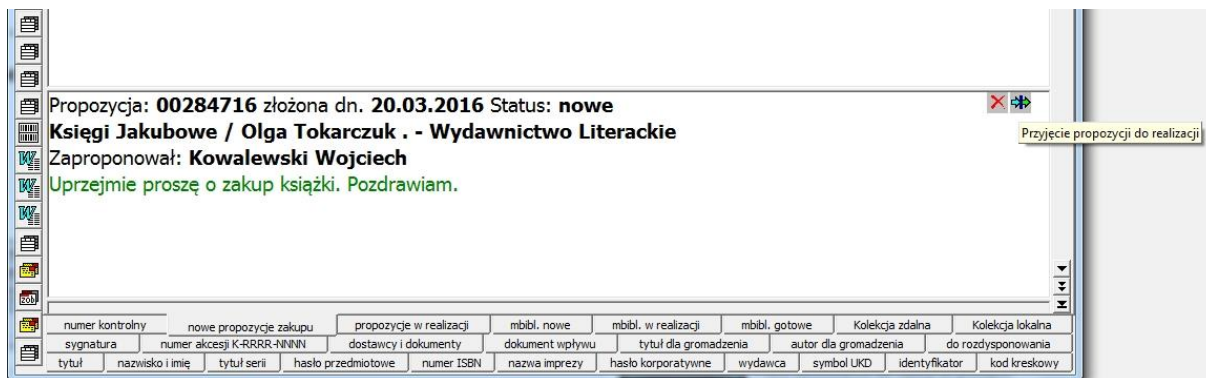 Propozycja: 00284716 złożona dn. 20.03.2016 Status: nowe
Księgi Jakubowe / Olga Tokarczuk . - Wydawnictwo Literackie
Przyjęcie propozycji do realizacji
Zaproponował: Kowalewski Wojciech
Uprzejmie proszę o zakup książki. Pozdrawiam.
numer kontrolny nowe propozycje zakupu propozycje w realizacji mbibl. nowe mbibl. w realizacji mbibl. gotowe Kolekcja zdalna Kolekcja lokalna
sygnatura numer akcesji K-RRRR-NNNN dostawcy i dokumenty dokument wpływu tytuł dla gromadzenia autor dla gromadzenia do rozdysponowania
tytuł nazwisko i imię tytuł serii hasło przedmiotowe numer ISBN nazwa imprezy hasło korporatywne wydawca symbol UKD identyfikator kod kreskowy